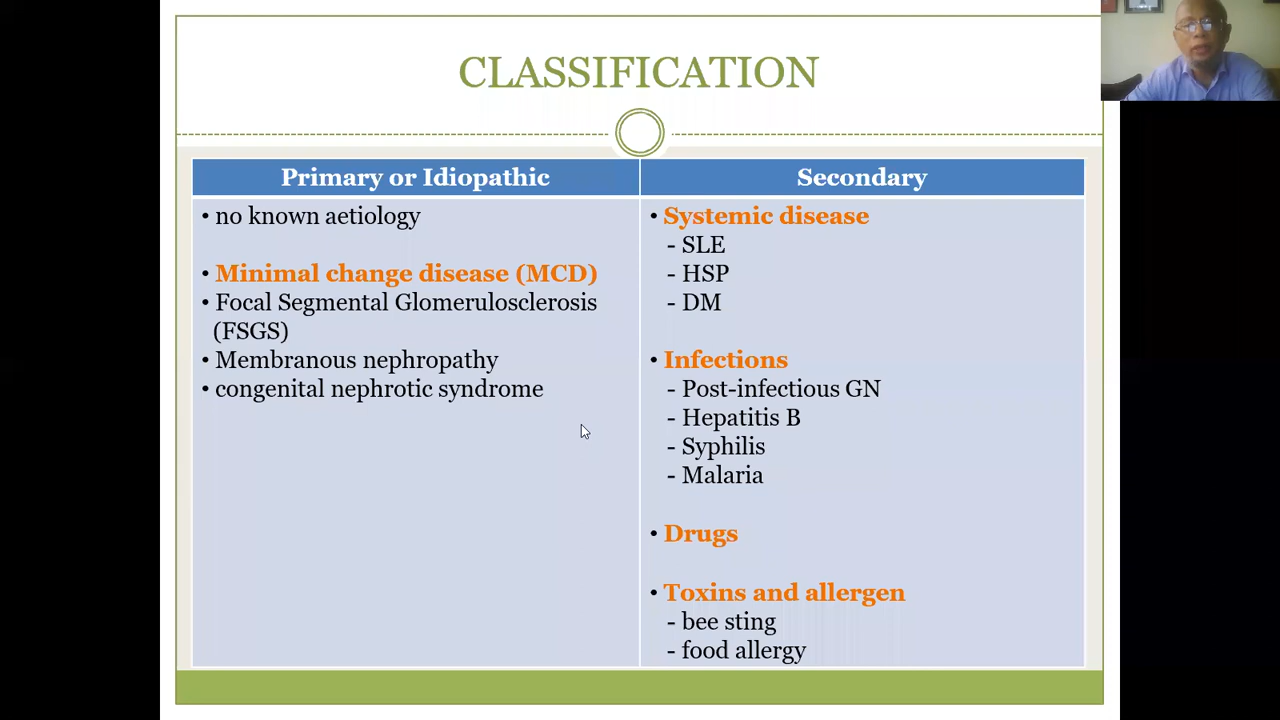 CLASSIFICATION
Primary or Idiopathic
• no known aetiology
• Minimal change disease (MCD)
• Focal Segmental Glomerulosclerosis
(FSGS)
• Membranous nephropathy
• congenital nephrotic syndrome
Secondary
• Systemic disease
- SLE
- HSP
- DM
• Infections
- Post-infectious GN
- Hepatitis B
- Syphilis
- Malaria
• Drugs
• Toxins and allergen
- bee sting
- food allergy